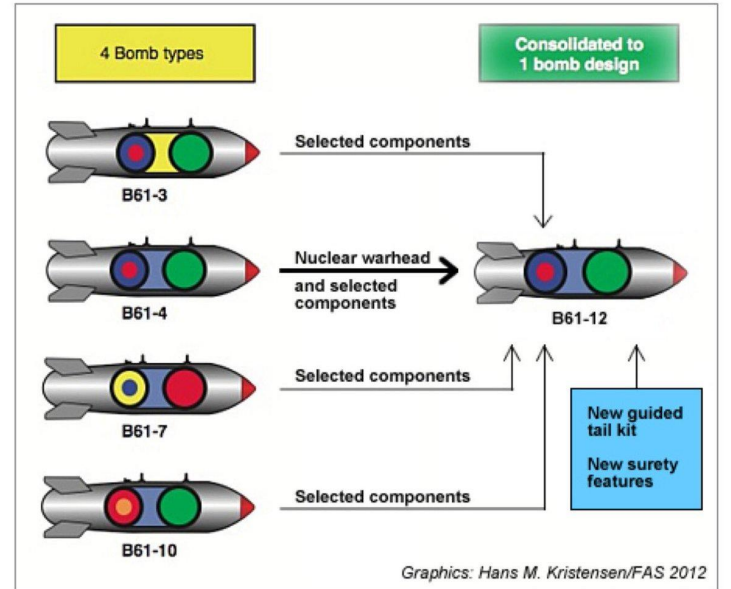 4 Bomb types
Consolidated to
1 bomb design
Selected components
B61-3
Nuclear warhead
and selected
components
B61-4
B61-12
Selected components
B61-7
New guided
tail kit
New surety
features
Selected components
B61-10
Graphics: Hans M. Kristensen/FAS 2012